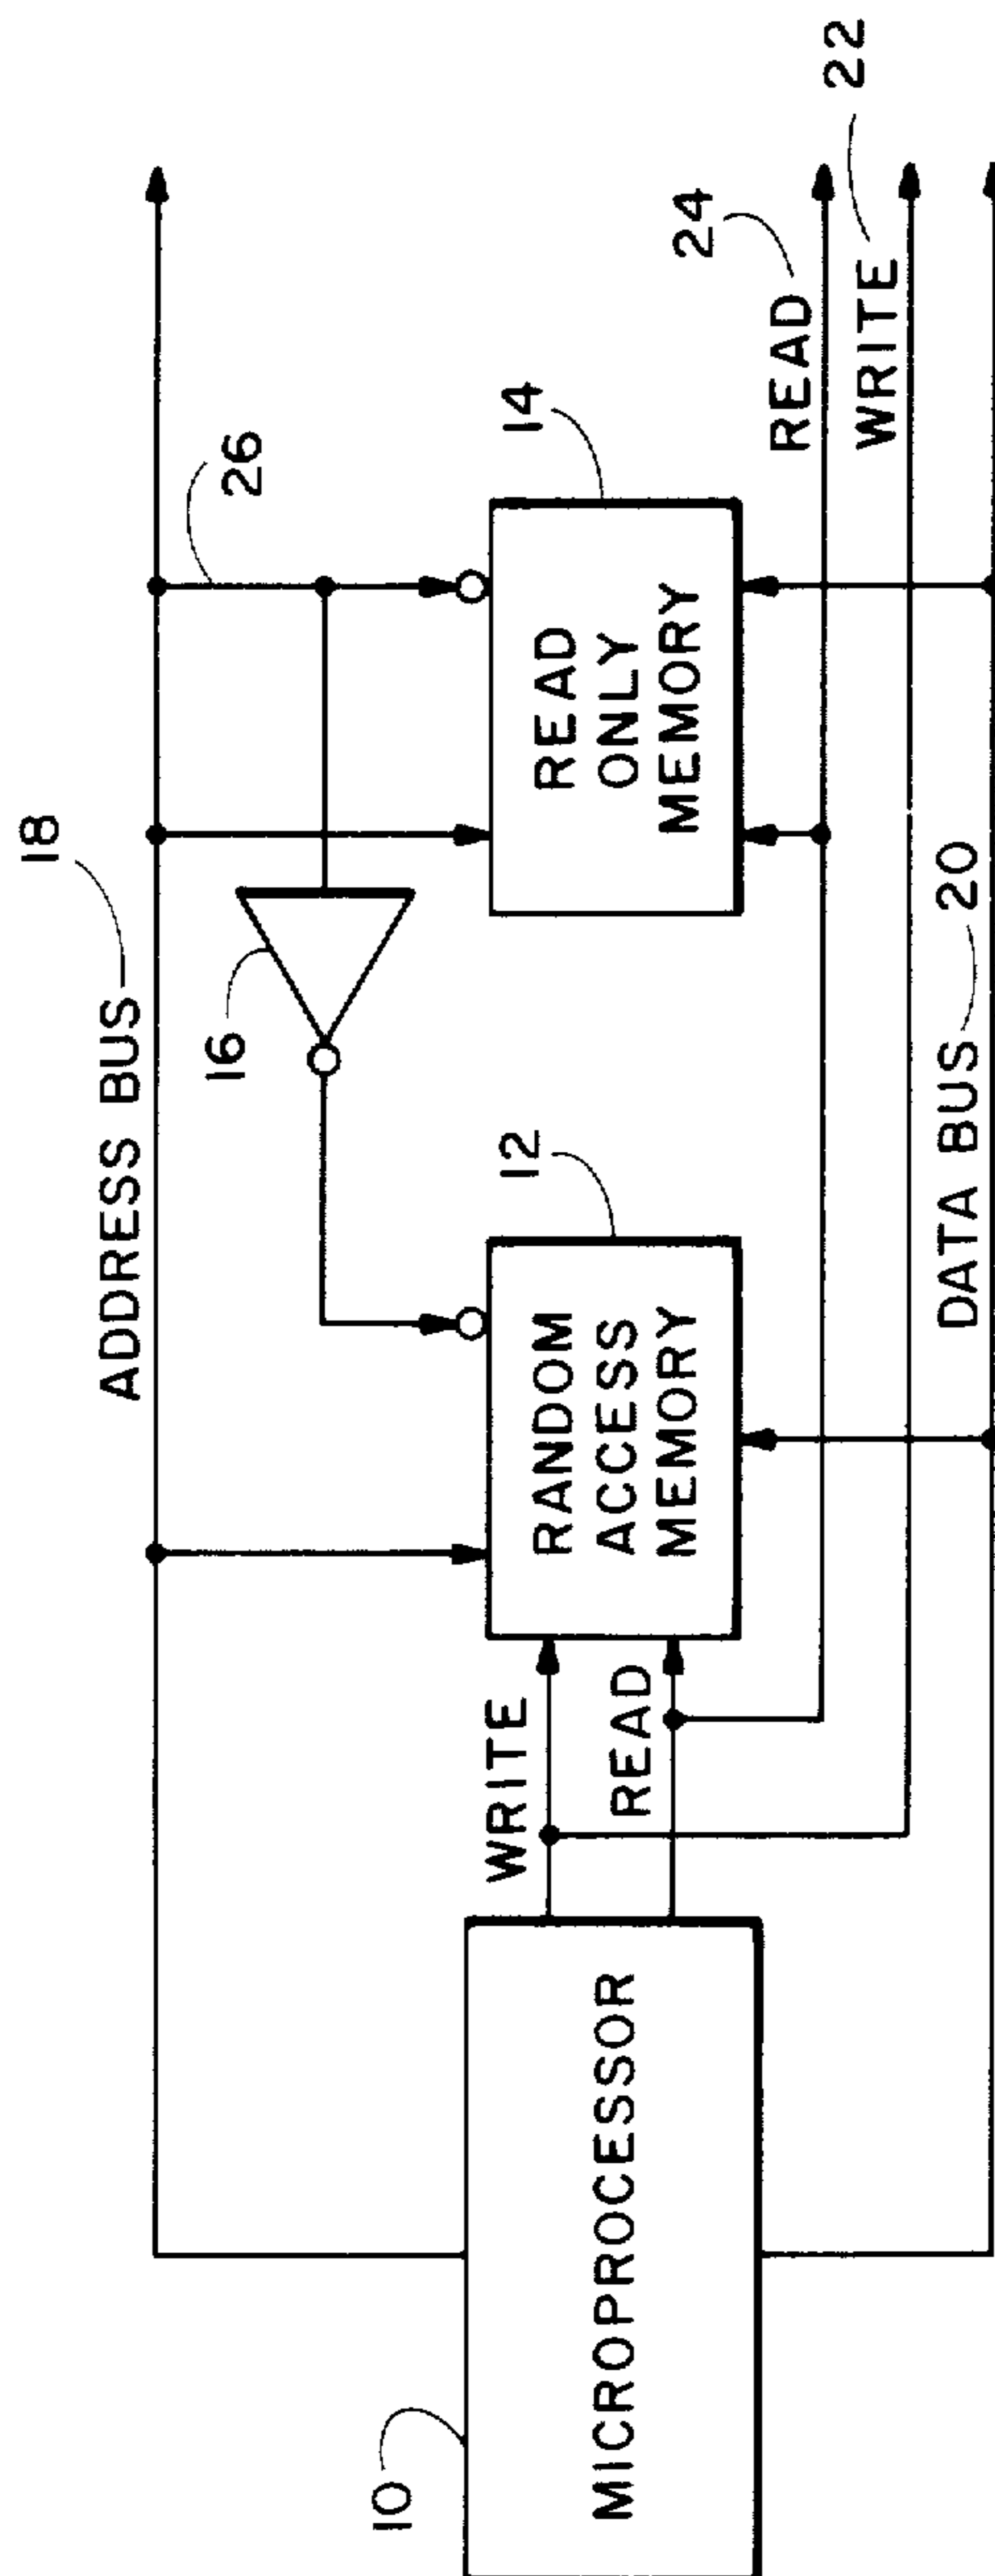 ADDRESS BUS 18
26
16
10
MICROPROCESSOR
WRITE
READ
RANDOM
ACCESS
MEMORY
12
READ
ONLY
MEMORY
14
READ 24
WRITE 22
DATA BUS 20